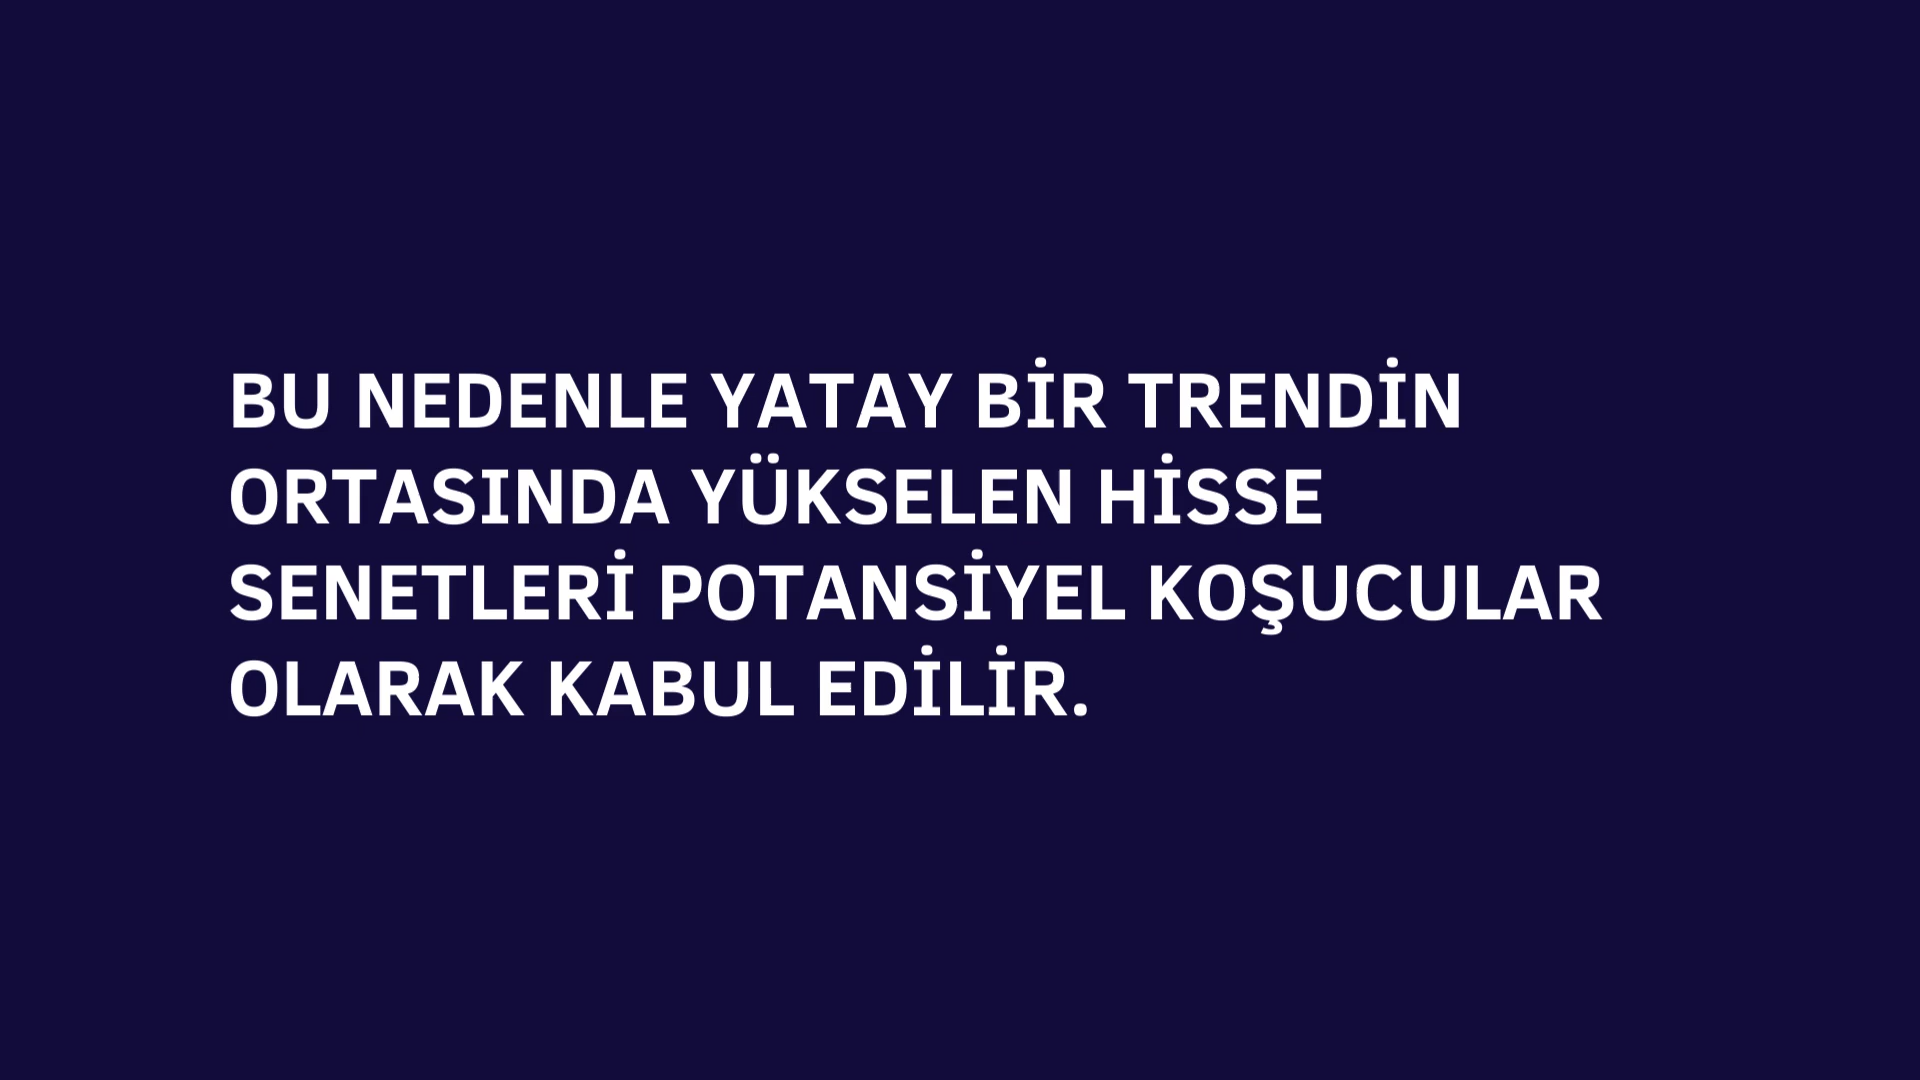 BU NEDENLE YATAY BİR TRENDİN
ORTASINDA YÜKSELEN HİSSE
SENETLERİ POTANSİYEL KOŞUCULAR
OLARAK KABUL EDİLİR.